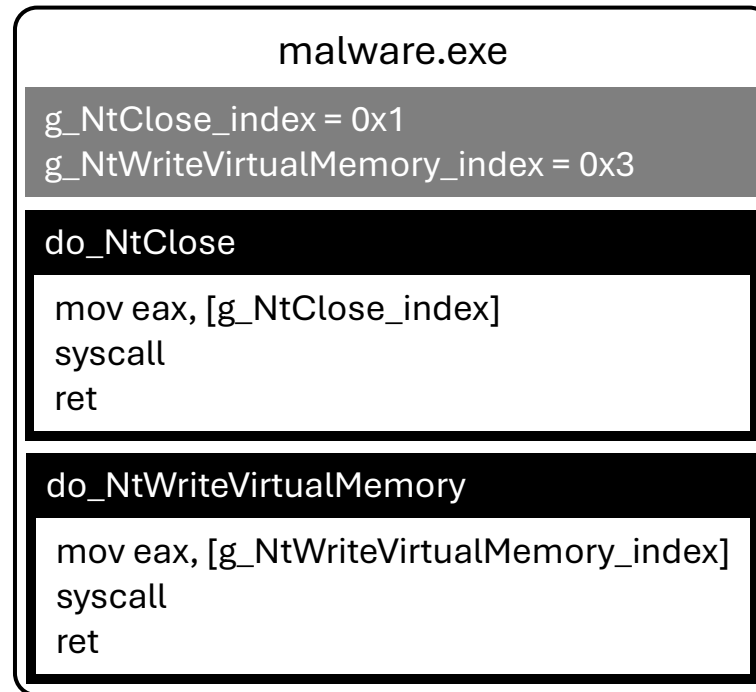 malware.exe
g_NtClose_index = 0x1
g_NtWriteVirtualMemory_index = 0x3
do_NtClose
mov eax, [g_NtClose_index]
syscall
ret
do_NtWriteVirtualMemory
mov eax, [g_NtWriteVirtualMemory_index]
syscall
ret